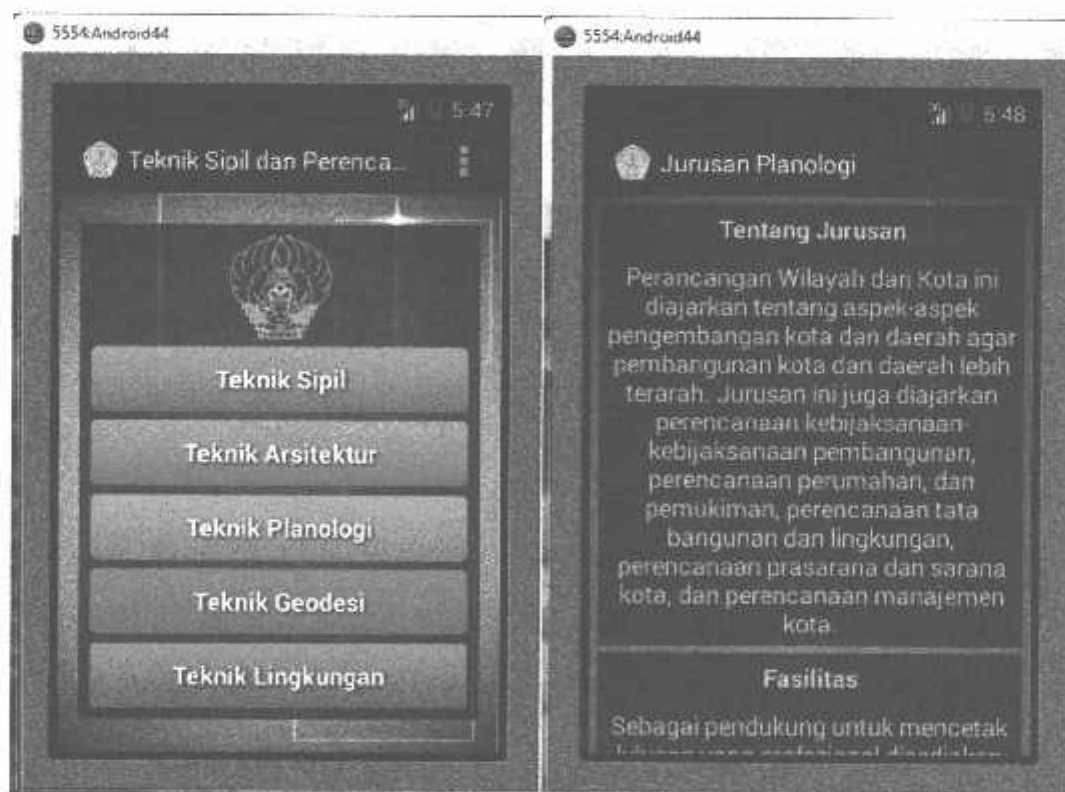 5554:Android44
5:47
Teknik Sipil dan Perenca...
Teknik Sipil
Teknik Arsitektur
Teknik Planologi
Teknik Geodesi
Teknik Lingkungan
5554:Android44
5:48
Jurusan Planologi
Tentang Jurusan
Perancangan Wilayah dan Kota ini
diajarkan tentang aspek-aspek
pengembangan kota dan daerah agar
pembangunan kota dan daerah lebih
terarah. Jurusan ini juga diajarkan
perencanaan kebijaksanaan-
kebijaksanaan pembangunan,
perencanaan perumahan, dan
pemukiman, perencanaan tata
bangunan dan lingkungan,
perencanaan prasarana dan sarana
kota, dan perencanaan manajemen
kota.
Fasilitas
Sebagai pendukung untuk mencetak